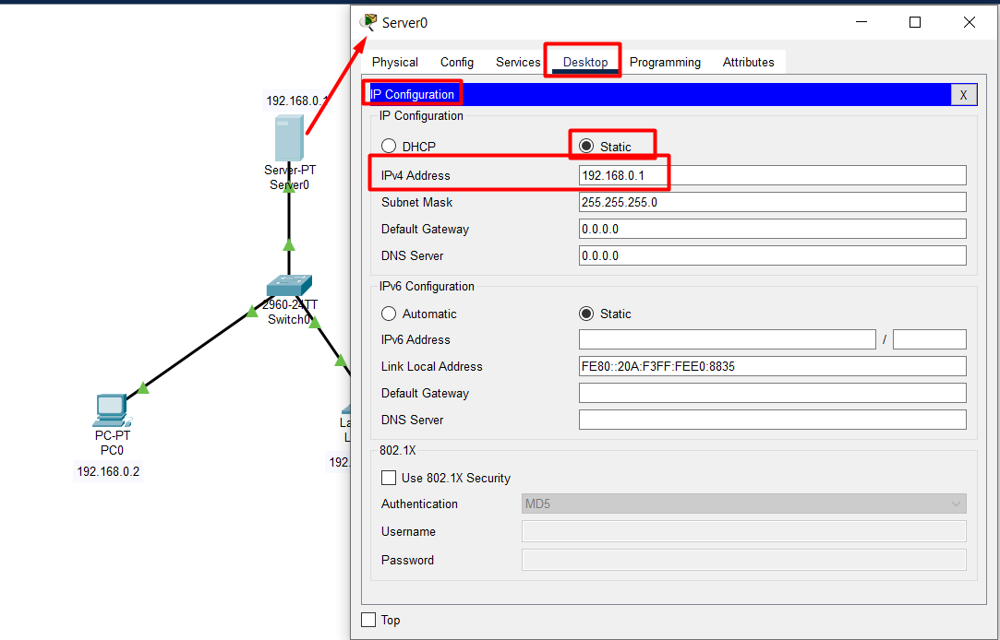 Server0
Physical Config Services Desktop Programming Attributes
IP Configuration X
IP Configuration
DHCP Static
IPv4 Address 192.168.0.1
Subnet Mask 255.255.255.0
Default Gateway 0.0.0.0
DNS Server 0.0.0.0
IPv6 Configuration
Automatic Static
IPv6 Address /
Link Local Address FE80::20A:F3FF:FEE0:8835
Default Gateway
DNS Server
802.1X
Use 802.1X Security
Authentication MD5
Username
Password
Top
192.168.0.1
Server-PT
Server0
2960-24TT
Switch0
PC-PT
PC0
192.168.0.2
La
L
192.